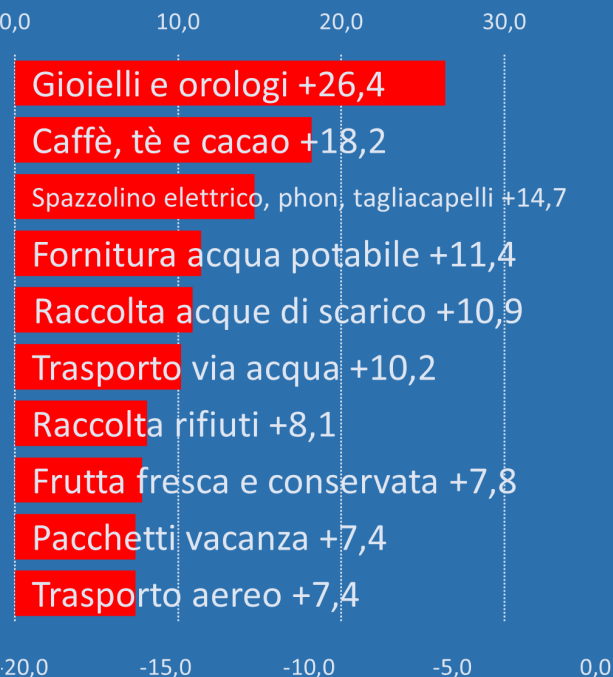 0,0 10,0 20,0 30,0
Gioielli e orologi +26,4
Caffè, tè e cacao +18,2
Spazzolino elettrico, phon, tagliacapelli +14,7
Fornitura acqua potabile +11,4
Raccolta acque di scarico +10,9
Trasporto via acqua +10,2
Raccolta rifiuti +8,1
Frutta fresca e conservata +7,8
Pacchetti vacanza +7,4
Trasporto aereo +7,4
-20,0 -15,0 -10,0 -5,0 0,0